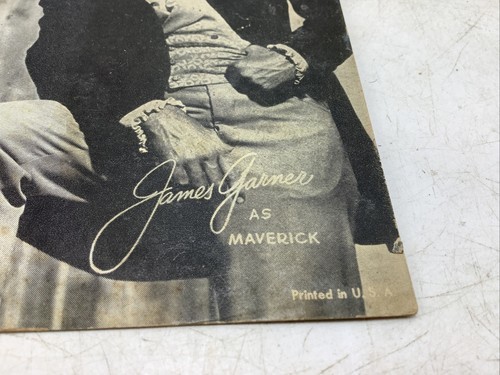 James Garner
AS
MAVERICK
Printed in U. S. A